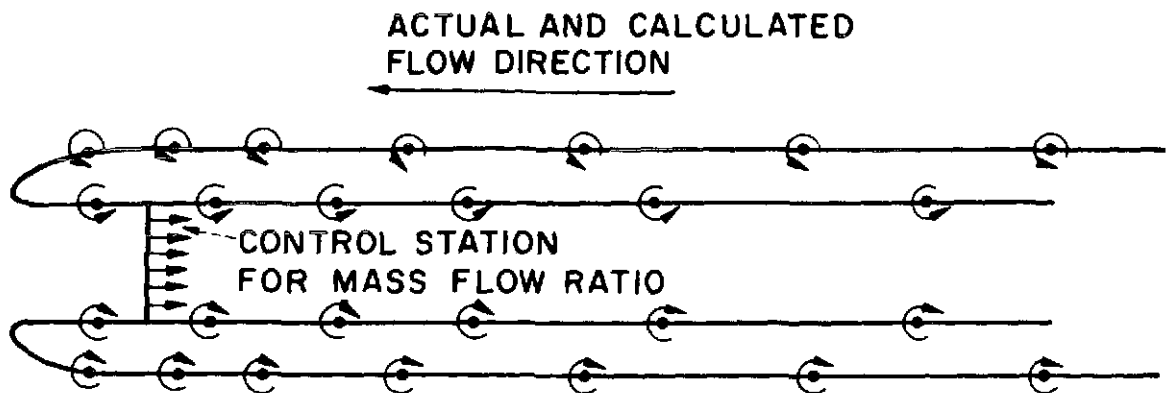 ACTUAL AND CALCULATED
FLOW DIRECTION
CONTROL STATION
FOR MASS FLOW RATIO